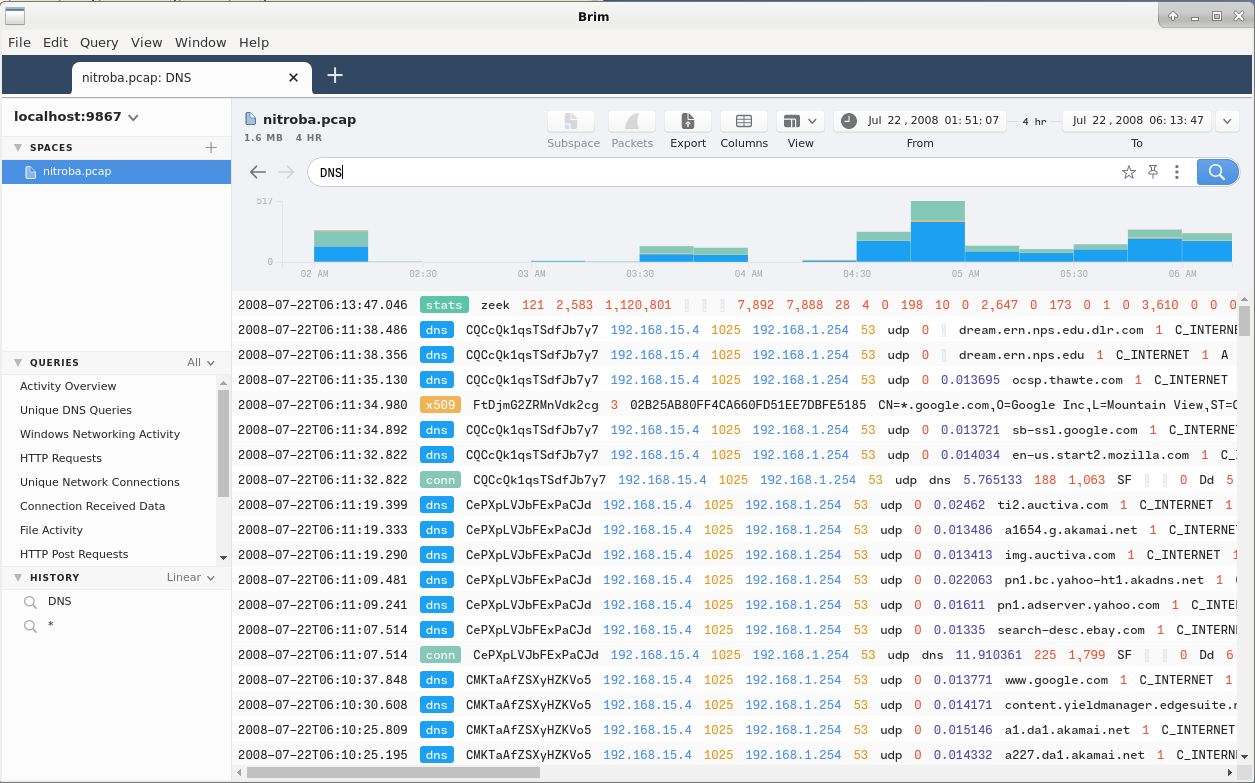 Brim
File Edit Query View Window Help
nitroba.pcap: DNS
localhost:9867
SPACES
nitroba.pcap
QUERIES All
Activity Overview
Unique DNS Queries
Windows Networking Activity
HTTP Requests
Unique Network Connections
Connection Received Data
File Activity
HTTP Post Requests
HISTORY Linear
DNS
*
nitroba.pcap
1.6 MB 4 HR
Subspace Packets Export Columns View
Jul 22 , 2008 01: 51: 07 4 hr Jul 22 , 2008 06: 13: 47
From To
DNS
517
0
02 AM 02:30 03 AM 03:30 04 AM 04:30 05 AM 05:30 06 AM
2008-07-22T06:13:47.046 stats zeek 121 2,583 1,120,801 7,892 7,888 28 4 0 198 10 0 2,647 0 173 0 1 0 3,610 0 0 0
2008-07-22T06:11:38.486 dns CQCcQk1qsTSdfJb7y7 192.168.15.4 1025 192.168.1.254 53 udp 0 dream.ern.nps.edu.dlr.com 1 C_INTERNE
2008-07-22T06:11:38.356 dns CQCcQk1qsTSdfJb7y7 192.168.15.4 1025 192.168.1.254 53 udp 0 dream.ern.nps.edu 1 C_INTERNET 1 A
2008-07-22T06:11:35.130 dns CQCcQk1qsTSdfJb7y7 192.168.15.4 1025 192.168.1.254 53 udp 0 0.013695 ocsp.thawte.com 1 C_INTERNET
2008-07-22T06:11:34.980 x509 FtDjmG2ZRMnVdk2cg 3 02B25AB80FF4CA660FD51EE7DBFE5185 CN=*.google.com,O=Google Inc,L=Mountain View,ST=C
2008-07-22T06:11:34.892 dns CQCcQk1qsTSdfJb7y7 192.168.15.4 1025 192.168.1.254 53 udp 0 0.013721 sb-ssl.google.com 1 C_INTERNE
2008-07-22T06:11:32.822 dns CQCcQk1qsTSdfJb7y7 192.168.15.4 1025 192.168.1.254 53 udp 0 0.014034 en-us.start2.mozilla.com 1 C_
2008-07-22T06:11:32.822 conn CQCcQk1qsTSdfJb7y7 192.168.15.4 1025 192.168.1.254 53 udp dns 5.765133 188 1,063 SF 0 Dd 5
2008-07-22T06:11:19.399 dns CePXpLVJbFExPaCJd 192.168.15.4 1025 192.168.1.254 53 udp 0 0.02462 ti2.auctiva.com 1 C_INTERNET 1
2008-07-22T06:11:19.333 dns CePXpLVJbFExPaCJd 192.168.15.4 1025 192.168.1.254 53 udp 0 0.013486 a1654.g.akamai.net 1 C_INTERNE
2008-07-22T06:11:19.290 dns CePXpLVJbFExPaCJd 192.168.15.4 1025 192.168.1.254 53 udp 0 0.013413 img.auctiva.com 1 C_INTERNET 1
2008-07-22T06:11:09.481 dns CePXpLVJbFExPaCJd 192.168.15.4 1025 192.168.1.254 53 udp 0 0.022063 pn1.bc.yahoo-ht1.akadns.net 1
2008-07-22T06:11:09.241 dns CePXpLVJbFExPaCJd 192.168.15.4 1025 192.168.1.254 53 udp 0 0.01611 pn1.adserver.yahoo.com 1 C_INTE
2008-07-22T06:11:07.514 dns CePXpLVJbFExPaCJd 192.168.15.4 1025 192.168.1.254 53 udp 0 0.01335 search-desc.ebay.com 1 C_INTERN
2008-07-22T06:11:07.514 conn CePXpLVJbFExPaCJd 192.168.15.4 1025 192.168.1.254 53 udp dns 11.910361 225 1,799 SF 0 Dd 6
2008-07-22T06:10:37.848 dns CMKTaAfZSXyHZKVo5 192.168.15.4 1025 192.168.1.254 53 udp 0 0.013771 www.google.com 1 C_INTERNET 1
2008-07-22T06:10:30.608 dns CMKTaAfZSXyHZKVo5 192.168.15.4 1025 192.168.1.254 53 udp 0 0.014171 content.yieldmanager.edgesuite.
2008-07-22T06:10:25.809 dns CMKTaAfZSXyHZKVo5 192.168.15.4 1025 192.168.1.254 53 udp 0 0.015146 a1.da1.akamai.net 1 C_INTERNET
2008-07-22T06:10:25.195 dns CMKTaAfZSXyHZKVo5 192.168.15.4 1025 192.168.1.254 53 udp 0 0.014332 a227.da1.akamai.net 1 C_INTERN